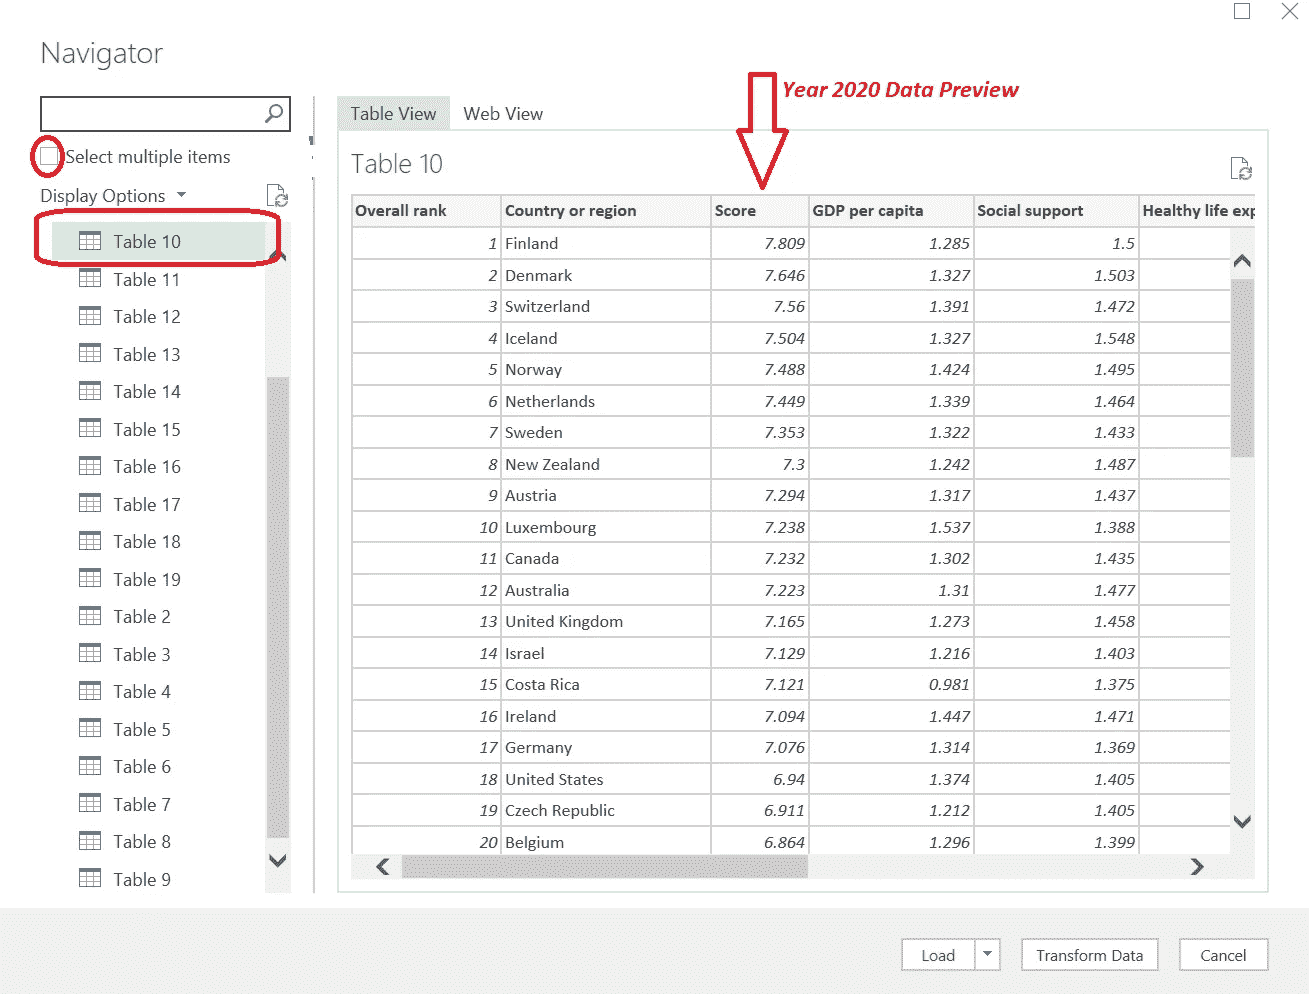 Navigator
Year 2020 Data Preview
Table View Web View
Select multiple items
Display Options
Table 10
Table 11
Table 12
Table 13
Table 14
Table 15
Table 16
Table 17
Table 18
Table 19
Table 2
Table 3
Table 4
Table 5
Table 6
Table 7
Table 8
Table 9
Table 10
Overall rank Country or region Score GDP per capita Social support Healthy life exp
1 Finland 7.809 1.285 1.5
2 Denmark 7.646 1.327 1.503
3 Switzerland 7.56 1.391 1.472
4 Iceland 7.504 1.327 1.548
5 Norway 7.488 1.424 1.495
6 Netherlands 7.449 1.339 1.464
7 Sweden 7.353 1.322 1.433
8 New Zealand 7.3 1.242 1.487
9 Austria 7.294 1.317 1.437
10 Luxembourg 7.238 1.537 1.388
11 Canada 7.232 1.302 1.435
12 Australia 7.223 1.31 1.477
13 United Kingdom 7.165 1.273 1.458
14 Israel 7.129 1.216 1.403
15 Costa Rica 7.121 0.981 1.375
16 Ireland 7.094 1.447 1.471
17 Germany 7.076 1.314 1.369
18 United States 6.94 1.374 1.405
19 Czech Republic 6.911 1.212 1.405
20 Belgium 6.864 1.296 1.399
Load Transform Data Cancel